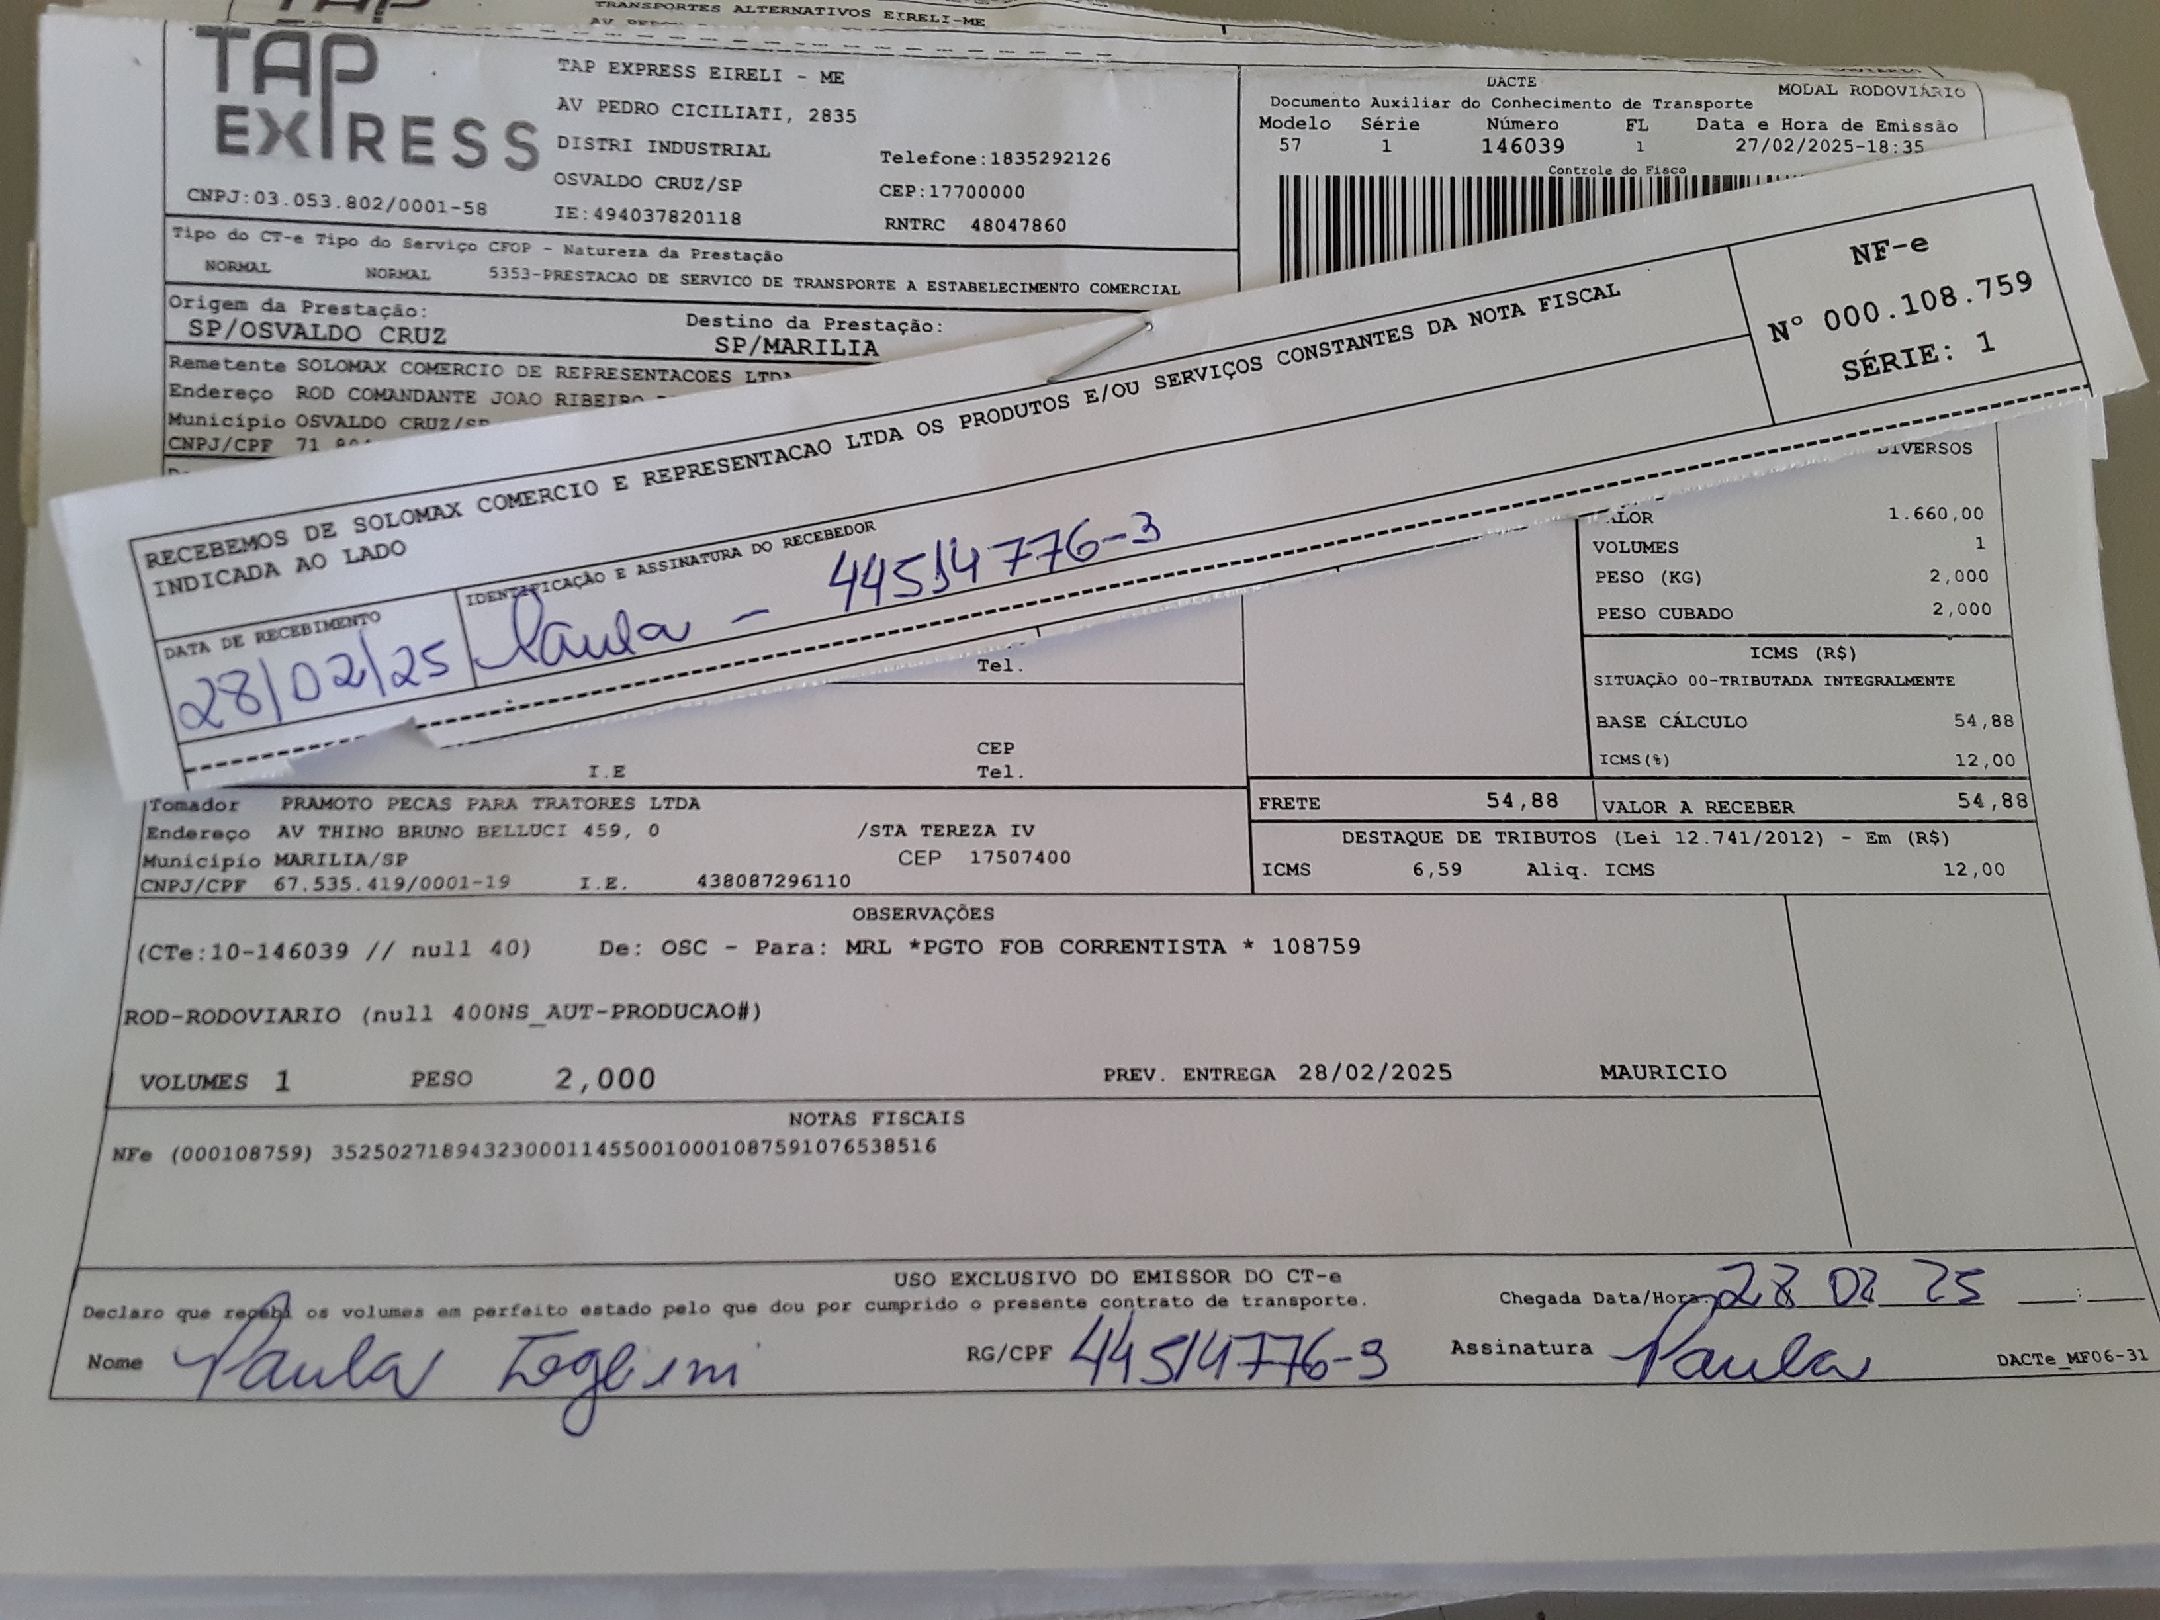 TRANSPORTES ALTERNATIVOS EIRELI-ME
TAP EXPRESS
TAP EXPRESS EIRELI - ME
AV PEDRO CICILIATI, 2835
DISTRI INDUSTRIAL
Telefone:1835292126
OSVALDO CRUZ/SP
CEP:17700000
CNPJ:03.053.802/0001-58
IE:494037820118
RNTRC 48047860
DACTE
MODAL RODOVIÁRIO
Documento Auxiliar do Conhecimento de Transporte
Modelo Série Número FL Data e Hora de Emissão
57 1 146039 1 27/02/2025-18:35
Controle do Fisco
Tipo do CT-e Tipo do Serviço CFOP - Natureza da Prestação
NORMAL NORMAL 5353-PRESTACAO DE SERVICO DE TRANSPORTE A ESTABELECIMENTO COMERCIAL
Origem da Prestação:
SP/OSVALDO CRUZ
Destino da Prestação:
SP/MARILIA
Remetente SOLOMAX COMERCIO DE REPRESENTACOES LTDA
Endereço ROD COMANDANTE JOAO RIBEIRO
Município OSVALDO CRUZ/SP
CNPJ/CPF 71
RECEBEMOS DE SOLOMAX COMERCIO E REPRESENTACAO LTDA OS PRODUTOS E/OU SERVIÇOS CONSTANTES DA NOTA FISCAL
INDICADA AO LADO
NF-e
Nº 000.108.759
SÉRIE: 1
DATA DE RECEBIMENTO
28/02/25
IDENTIFICAÇÃO E ASSINATURA DO RECEBEDOR
Paula - 44514776-3
DIVERSOS
VALOR 1.660,00
VOLUMES 1
PESO (KG) 2,000
PESO CUBADO 2,000
ICMS (R$)
SITUAÇÃO 00-TRIBUTADA INTEGRALMENTE
BASE CÁLCULO 54,88
ICMS(%) 12,00
Tel.
CEP
I.E Tel.
Tomador PRAMOTO PECAS PARA TRATORES LTDA
Endereço AV THINO BRUNO BELLUCI 459, 0 /STA TEREZA IV
Município MARILIA/SP CEP 17507400
CNPJ/CPF 67.535.419/0001-19 I.E. 438087296110
FRETE 54,88 VALOR A RECEBER 54,88
DESTAQUE DE TRIBUTOS (Lei 12.741/2012) - Em (R$)
ICMS 6,59 Aliq. ICMS 12,00
OBSERVAÇÕES
(CTe:10-146039 // null 40) De: OSC - Para: MRL *PGTO FOB CORRENTISTA * 108759
ROD-RODOVIARIO (null 400NS_AUT-PRODUCAO#)
VOLUMES 1 PESO 2,000 PREV. ENTREGA 28/02/2025 MAURICIO
NOTAS FISCAIS
NFe (000108759) 35250271894323000114550010001087591076538516
USO EXCLUSIVO DO EMISSOR DO CT-e
Declaro que recebi os volumes em perfeito estado pelo que dou por cumprido o presente contrato de transporte.
Chegada Data/Hora: 28 02 25 __:__
Nome Paula
RG/CPF 44514776-3
Assinatura Paula
DACTe_MF06-31